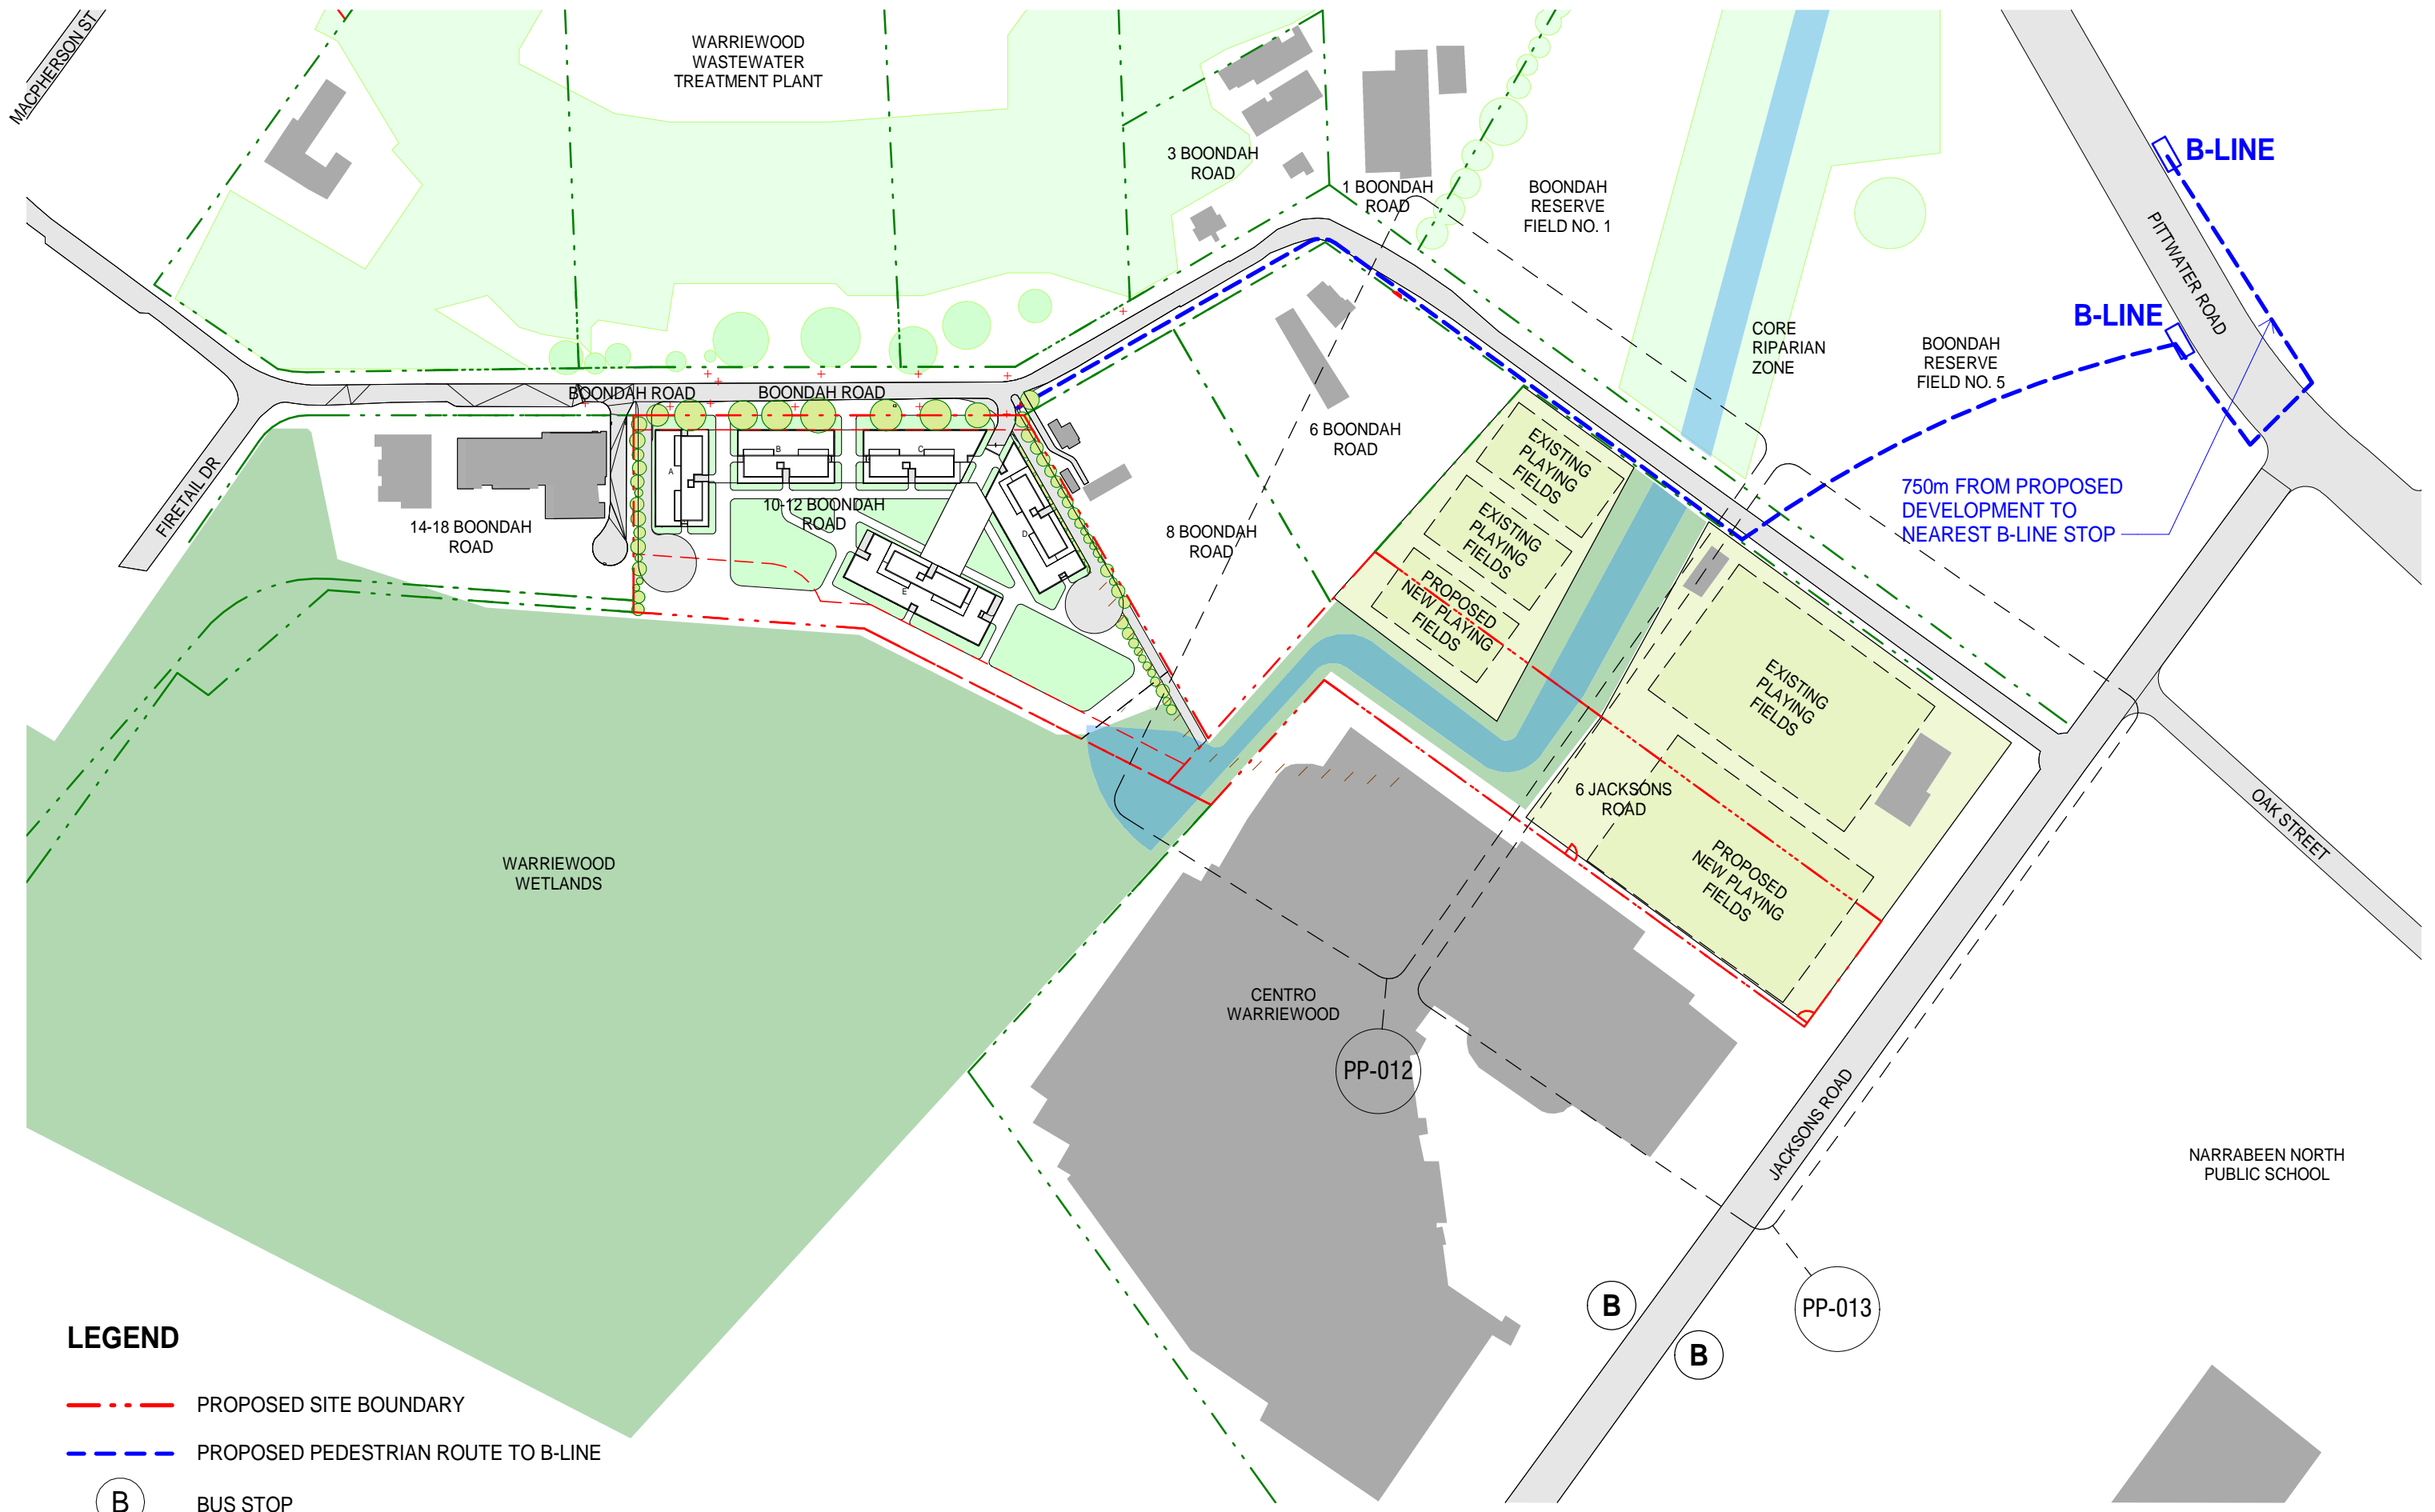 MACPHERSON ST
WARRIEWOOD
WASTEWATER
TREATMENT PLANT
3 BOONDAH
ROAD
1 BOONDAH
ROAD
BOONDAH
RESERVE
FIELD NO. 1
B-LINE
PITTWATER ROAD
B-LINE
CORE
RIPARIAN
ZONE
BOONDAH
RESERVE
FIELD NO. 5
BOONDAH ROAD
BOONDAH ROAD
6 BOONDAH
ROAD
EXISTING
PLAYING
FIELDS
EXISTING
PLAYING
FIELDS
PROPOSED
NEW PLAYING
FIELDS
A
B
C
D
E
FIRETAIL DR
14-18 BOONDAH
ROAD
10-12 BOONDAH
ROAD
8 BOONDAH
ROAD
750m FROM PROPOSED
DEVELOPMENT TO
NEAREST B-LINE STOP
EXISTING
PLAYING
FIELDS
6 JACKSONS
ROAD
PROPOSED
NEW PLAYING
FIELDS
OAK STREET
WARRIEWOOD
WETLANDS
CENTRO
WARRIEWOOD
PP-012
JACKSONS ROAD
NARRABEEN NORTH
PUBLIC SCHOOL
B
B
PP-013
LEGEND
PROPOSED SITE BOUNDARY
PROPOSED PEDESTRIAN ROUTE TO B-LINE
B BUS STOP